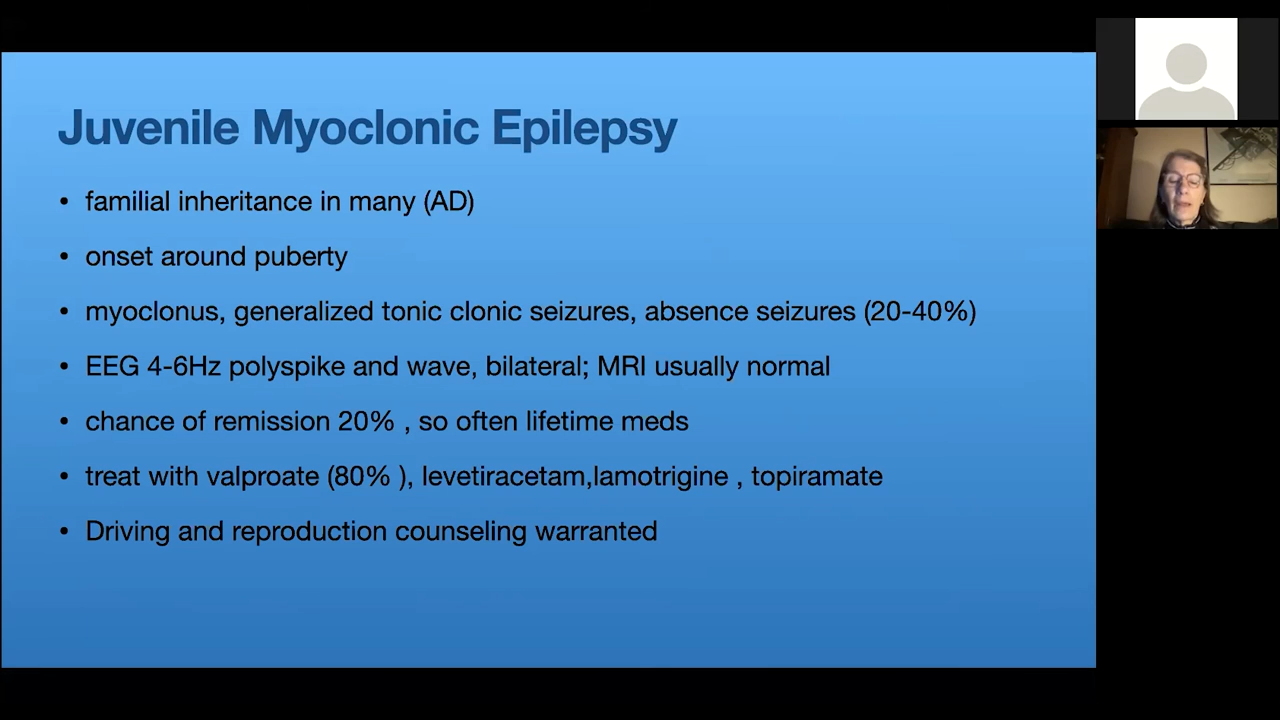 Juvenile Myoclonic Epilepsy
• familial inheritance in many (AD)
• onset around puberty
• myoclonus, generalized tonic clonic seizures, absence seizures (20-40%)
• EEG 4-6Hz polyspike and wave, bilateral; MRI usually normal
• chance of remission 20% , so often lifetime meds
• treat with valproate (80% ), levetiracetam,lamotrigine , topiramate
• Driving and reproduction counseling warranted